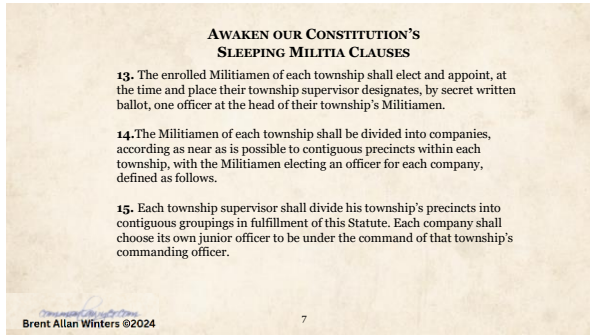 AWAKEN OUR CONSTITUTION'S
SLEEPING MILITIA CLAUSES
13. The enrolled Militiamen of each township shall elect and appoint, at
the time and place their township supervisor designates, by secret written
ballot, one officer at the head of their township's Militiamen.
14.The Militiamen of each township shall be divided into companies,
according as near as is possible to contiguous precincts within each
township, with the Militiamen electing an officer for each company,
defined as follows.
15. Each township supervisor shall divide his township's precincts into
contiguous groupings in fulfillment of this Statute. Each company shall
choose its own junior officer to be under the command of that township's
commanding officer.
commonlawyer.com
Brent Allan Winters ©2024
7